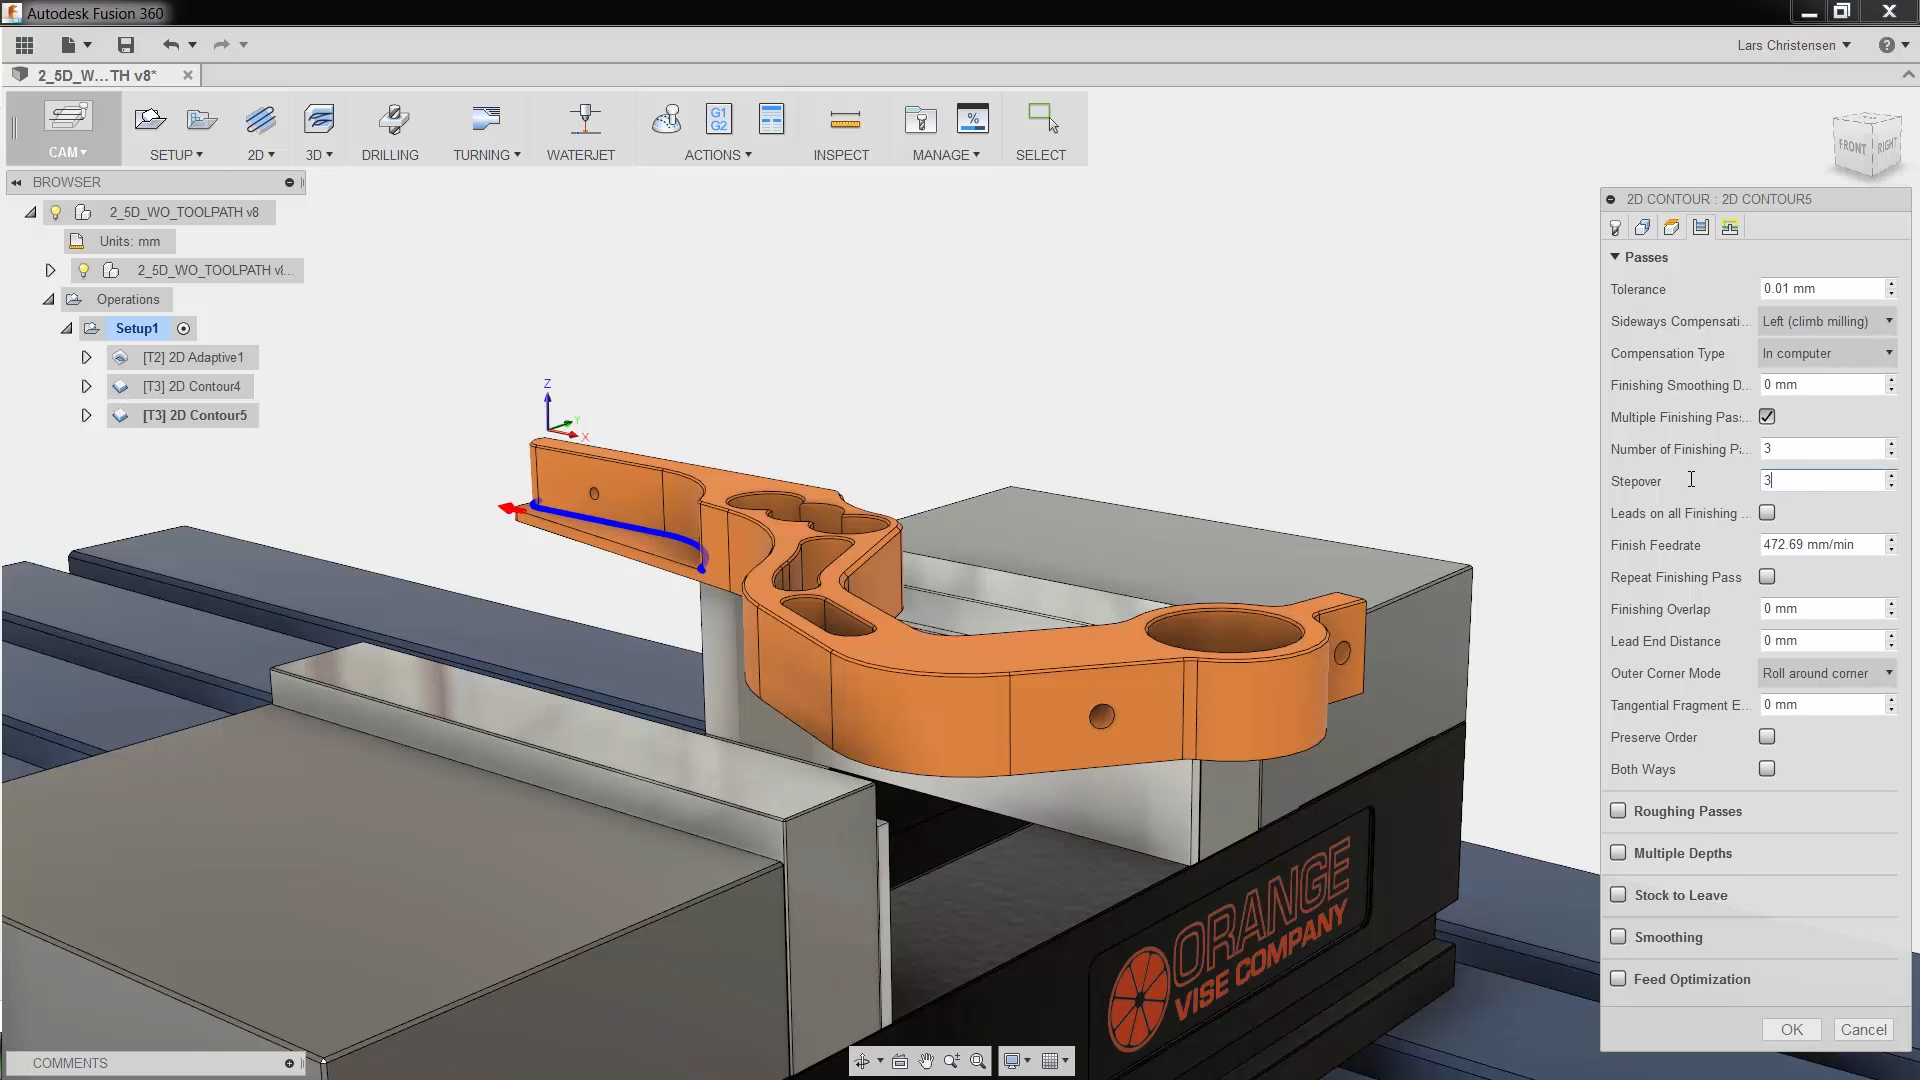 Autodesk Fusion 360
Lars Christensen
2_5D_W...TH v8*
CAM
SETUP
2D
3D
DRILLING
TURNING
WATERJET
G1
G2
ACTIONS
INSPECT
%
MANAGE
SELECT
FRONT
RIGHT
BROWSER
2_5D_WO_TOOLPATH v8
Units: mm
2_5D_WO_TOOLPATH v(...
Operations
Setup1
[T2] 2D Adaptive1
[T3] 2D Contour4
[T3] 2D Contour5
Z
Y
X
2D CONTOUR : 2D CONTOUR5
Passes
Tolerance 0.01 mm
Sideways Compensati... Left (climb milling)
Compensation Type In computer
Finishing Smoothing D... 0 mm
Multiple Finishing Pas...
Number of Finishing P... 3
Stepover 3
Leads on all Finishing ...
Finish Feedrate 472.69 mm/min
Repeat Finishing Pass
Finishing Overlap 0 mm
Lead End Distance 0 mm
Outer Corner Mode Roll around corner
Tangential Fragment E... 0 mm
Preserve Order
Both Ways
Roughing Passes
Multiple Depths
Stock to Leave
Smoothing
Feed Optimization
OK Cancel
ORANGE
VISE COMPANY
COMMENTS